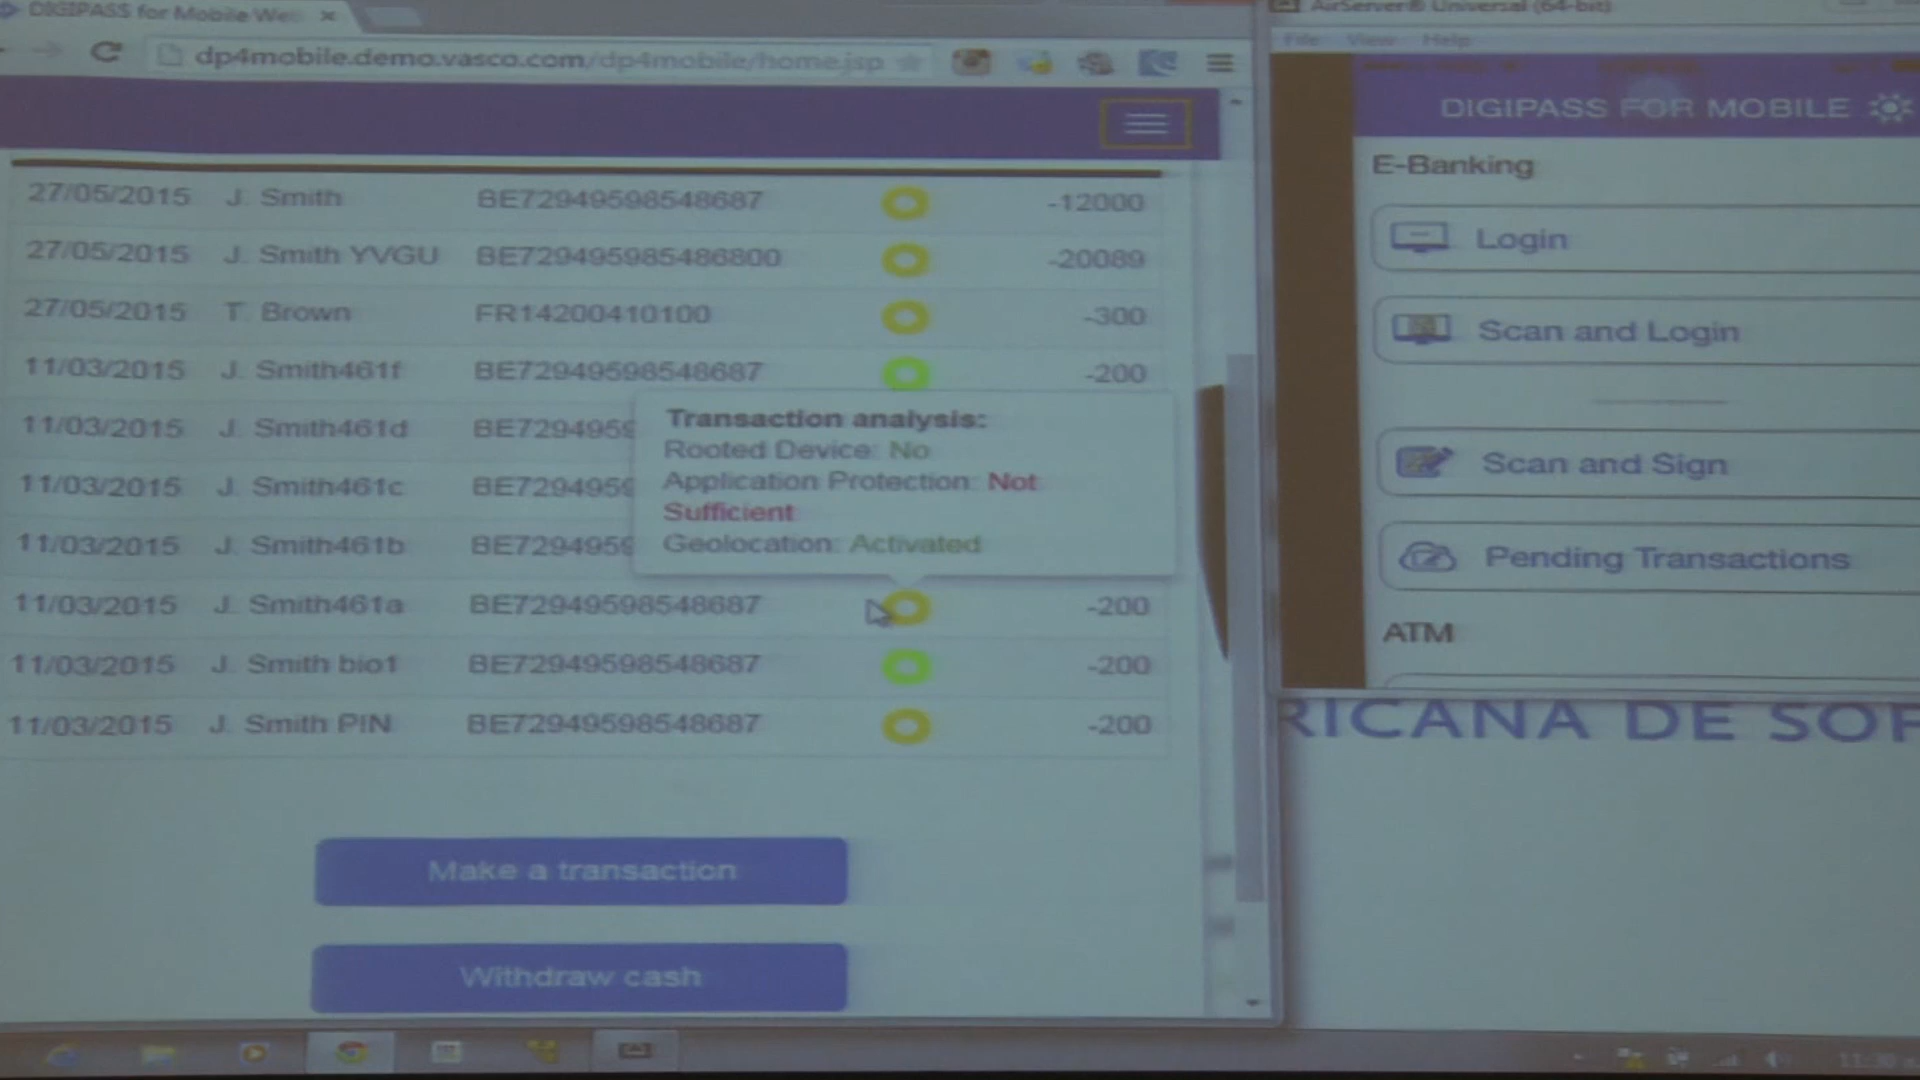 DIGIPASS for Mobile Web
dp4mobile.demo.vasco.com/dp4mobile/home.jsp
27/05/2015 J. Smith BE72949598548687 -12000
27/05/2015 J. Smith YVGU BE729495985486800 -20089
27/05/2015 T. Brown FR14200410100 -300
11/03/2015 J. Smith461f BE72949598548687 -200
11/03/2015 J. Smith461d BE7294959
11/03/2015 J. Smith461c BE7294959
11/03/2015 J. Smith461b BE7294959
Transaction analysis:
Rooted Device: No
Application Protection: Not
Sufficient
Geolocation: Activated
11/03/2015 J. Smith461a BE72949598548687 -200
11/03/2015 J. Smith bio1 BE72949598548687 -200
11/03/2015 J. Smith PIN BE72949598548687 -200
Make a transaction
Withdraw cash
AirServer® Universal (64-bit)
File View Help
DIGIPASS FOR MOBILE
E-Banking
Login
Scan and Login
Scan and Sign
Pending Transactions
ATM
RICANA DE SOF